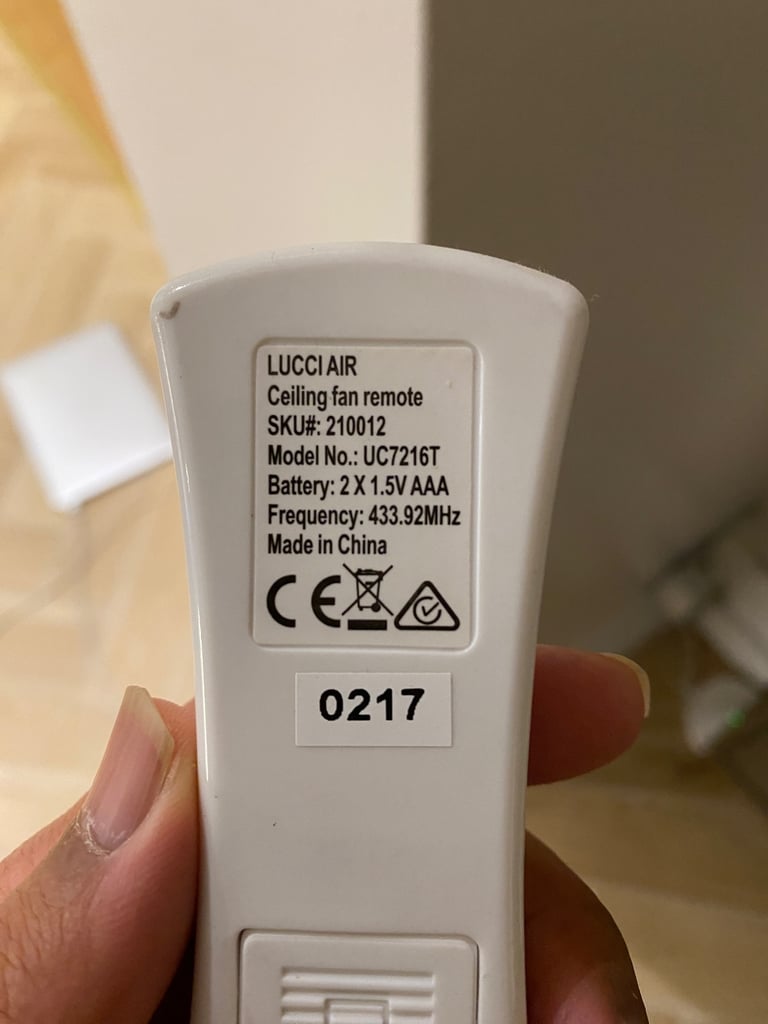 LUCCI AIR
Ceiling fan remote
SKU#: 210012
Model No.: UC7216T
Battery: 2 X 1.5V AAA
Frequency: 433.92MHz
Made in China
CE
0217